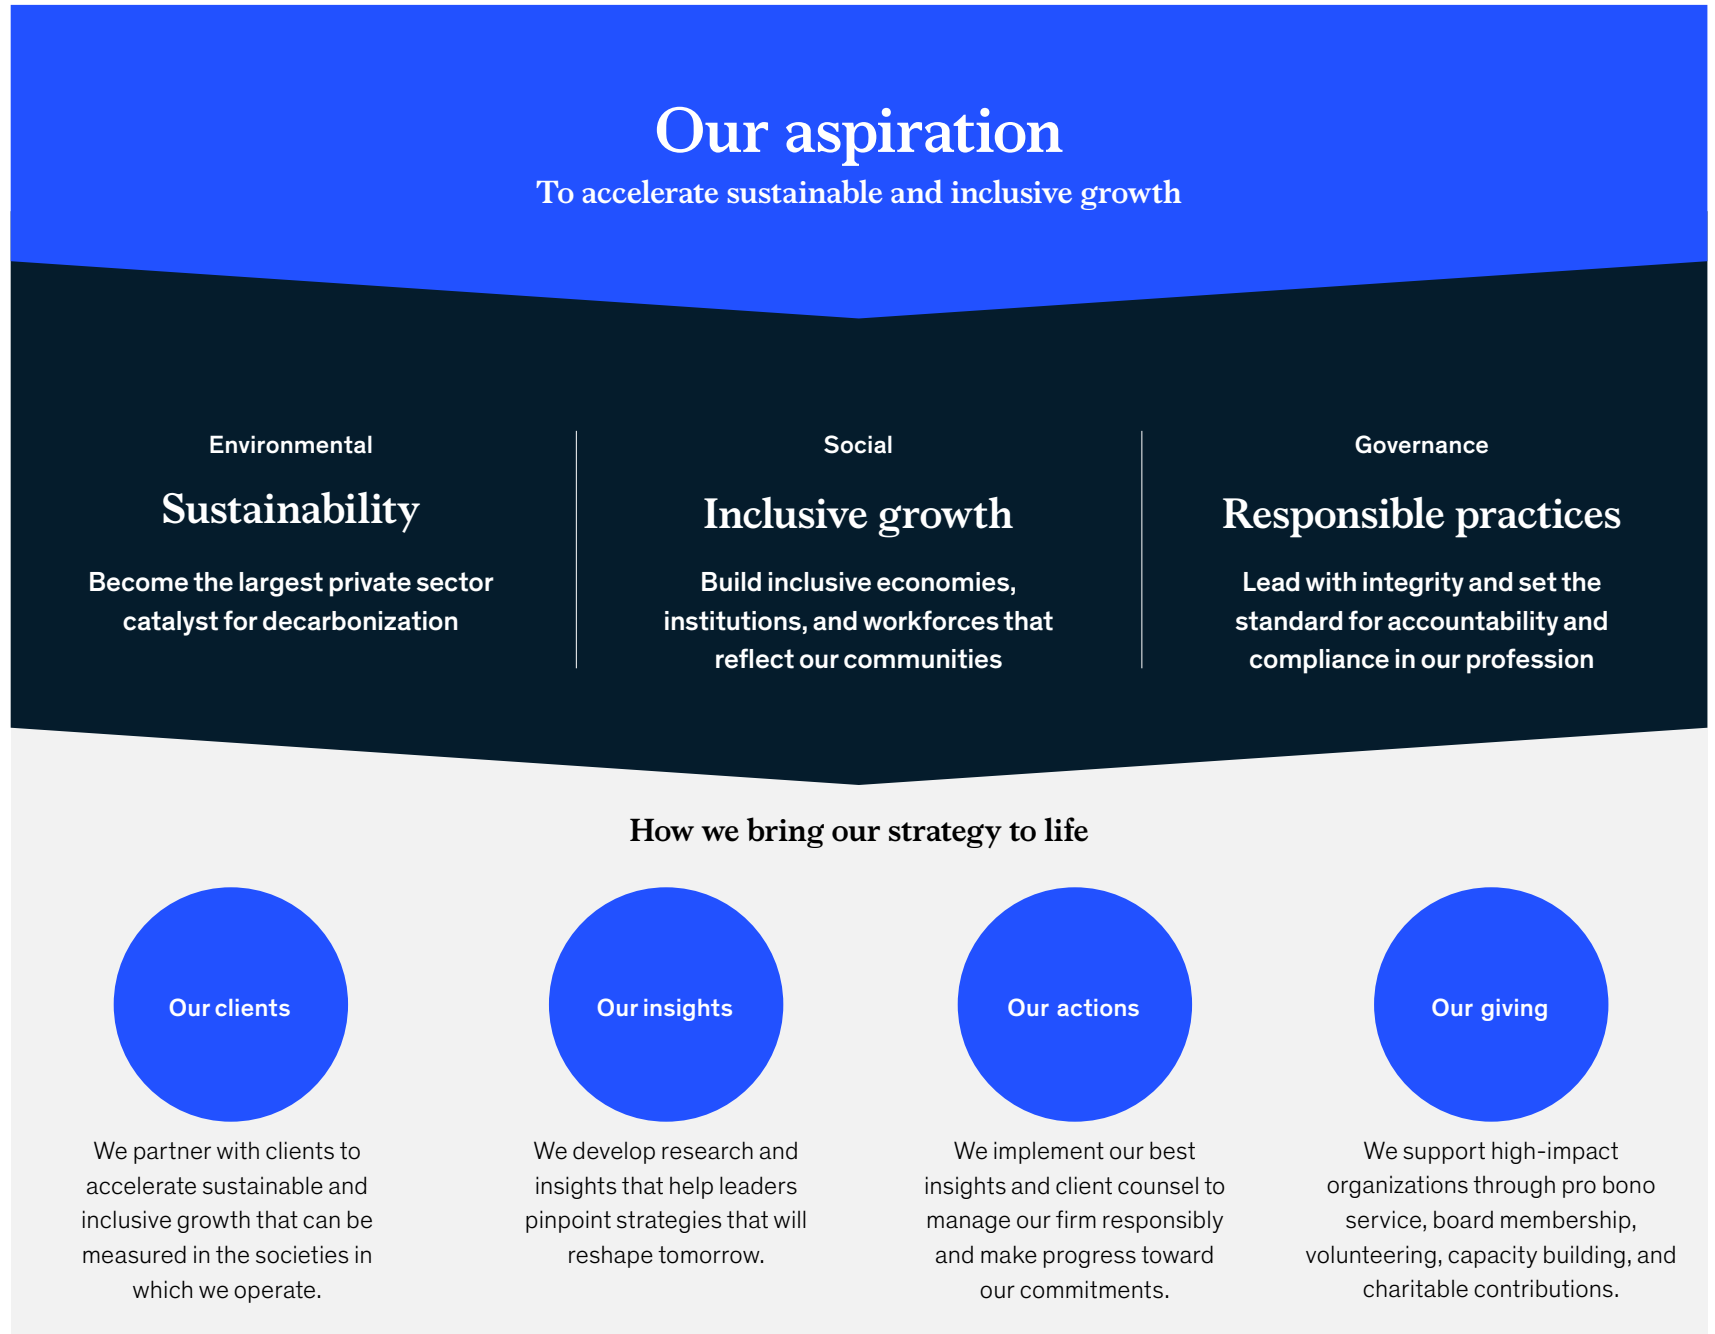 Our aspiration
To accelerate sustainable and inclusive growth
Environmental
Sustainability
Become the largest private sector
catalyst for decarbonization
Social
Inclusive growth
Build inclusive economies,
institutions, and workforces that
reflect our communities
Governance
Responsible practices
Lead with integrity and set the
standard for accountability and
compliance in our profession
How we bring our strategy to life
Our clients
We partner with clients to
accelerate sustainable and
inclusive growth that can be
measured in the societies in
which we operate.
Our insights
We develop research and
insights that help leaders
pinpoint strategies that will
reshape tomorrow.
Our actions
We implement our best
insights and client counsel to
manage our firm responsibly
and make progress toward
our commitments.
Our giving
We support high-impact
organizations through pro bono
service, board membership,
volunteering, capacity building, and
charitable contributions.